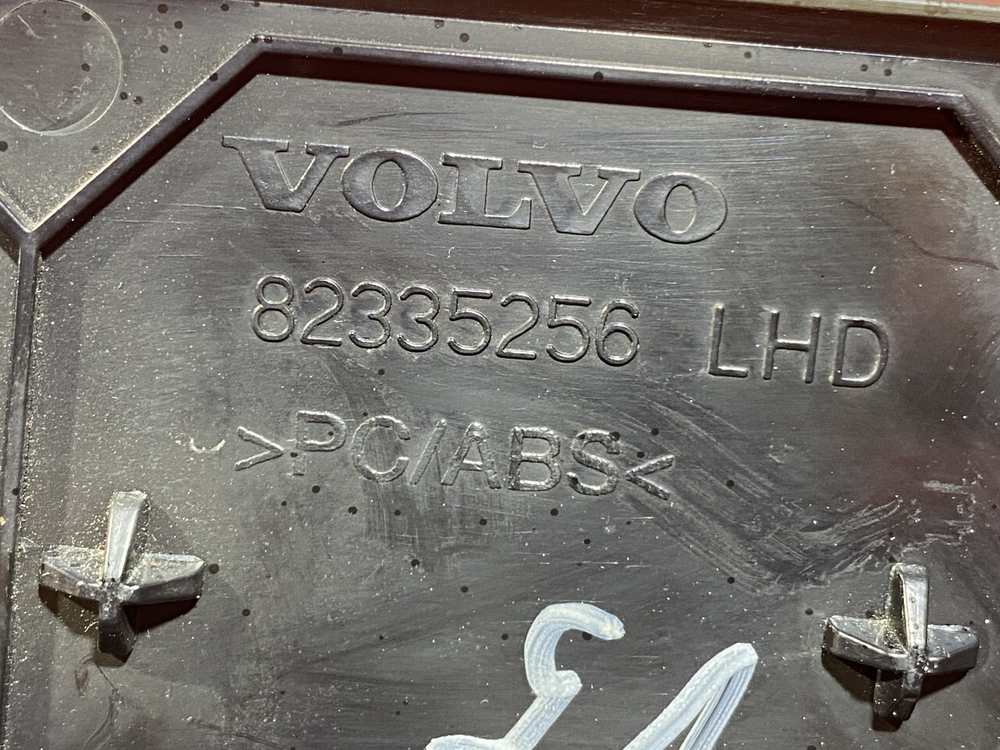 VOLVO
82335256 LHD
>PC/ABS<